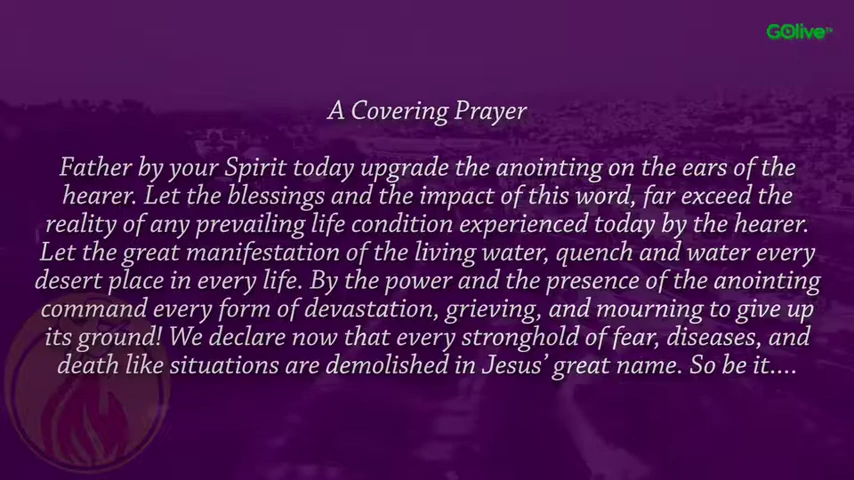 GOlive TV
A Covering Prayer
Father by your Spirit today upgrade the anointing on the ears of the
hearer. Let the blessings and the impact of this word, far exceed the
reality of any prevailing life condition experienced today by the hearer.
Let the great manifestation of the living water, quench and water every
desert place in every life. By the power and the presence of the anointing
command every form of devastation, grieving, and mourning to give up
its ground! We declare now that every stronghold of fear, diseases, and
death like situations are demolished in Jesus' great name. So be it....